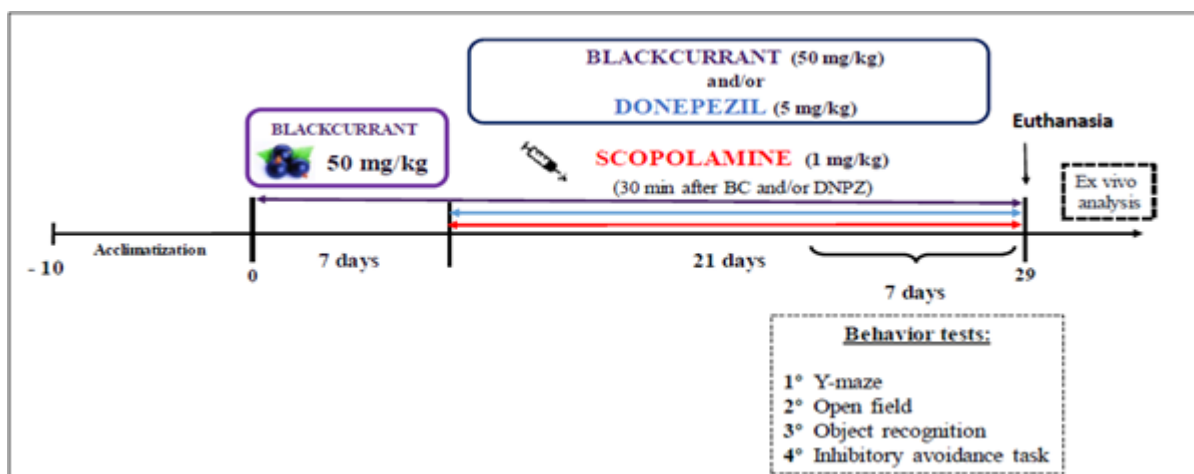 BLACKCURRANT (50 mg/kg)
and/or
DONEPEZIL (5 mg/kg)
BLACKCURRANT
50 mg/kg
Euthanasia
SCOPOLAMINE (1 mg/kg)
(30 min after BC and/or DNPZ)
Ex vivo
analysis
Acclimatization
- 10
0
7 days
21 days
29
7 days
Behavior tests:
1° Y-maze
2° Open field
3° Object recognition
4° Inhibitory avoidance task